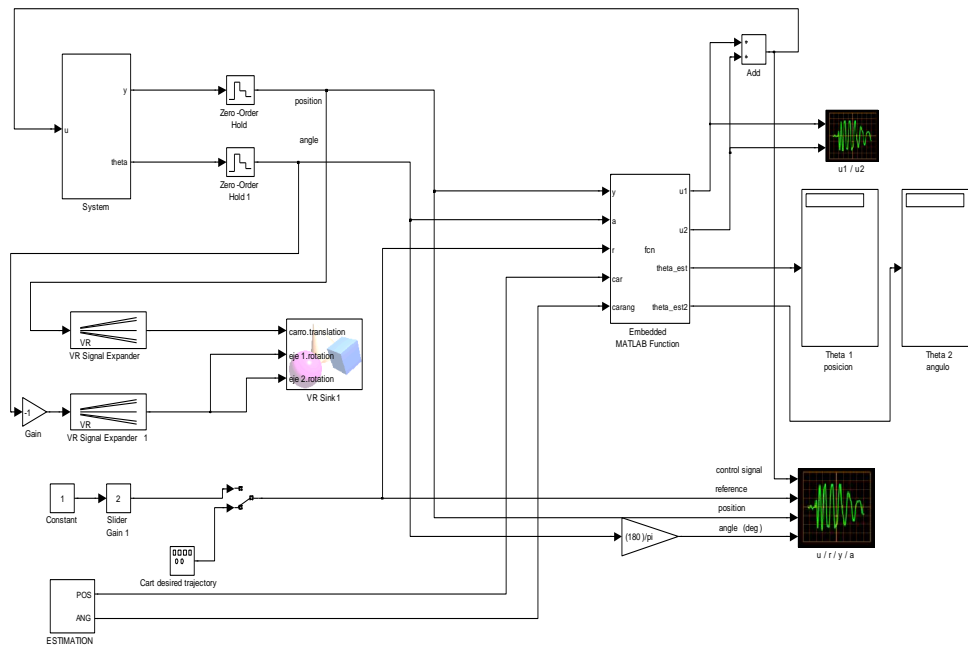 +
+
Add
y
u
theta
System
Zero -Order
Hold
position
angle
Zero -Order
Hold 1
u1 / u2
y
a
r
car
carang
fcn
u1
u2
theta_est
theta_est2
Embedded
MATLAB Function
Theta 1
posicion
Theta 2
angulo
VR
VR Signal Expander
carro.translation
eje 1.rotation
eje 2.rotation
VR Sink1
-1
Gain
VR
VR Signal Expander 1
1
Constant
2
Slider
Gain 1
Cart desired trajectory
control signal
reference
position
angle (deg )
(180 )/pi
u / r / y / a
POS
ANG
ESTIMATION